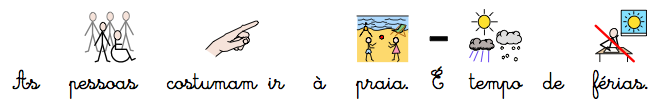 As pessoas costumam ir à praia. É tempo de férias.